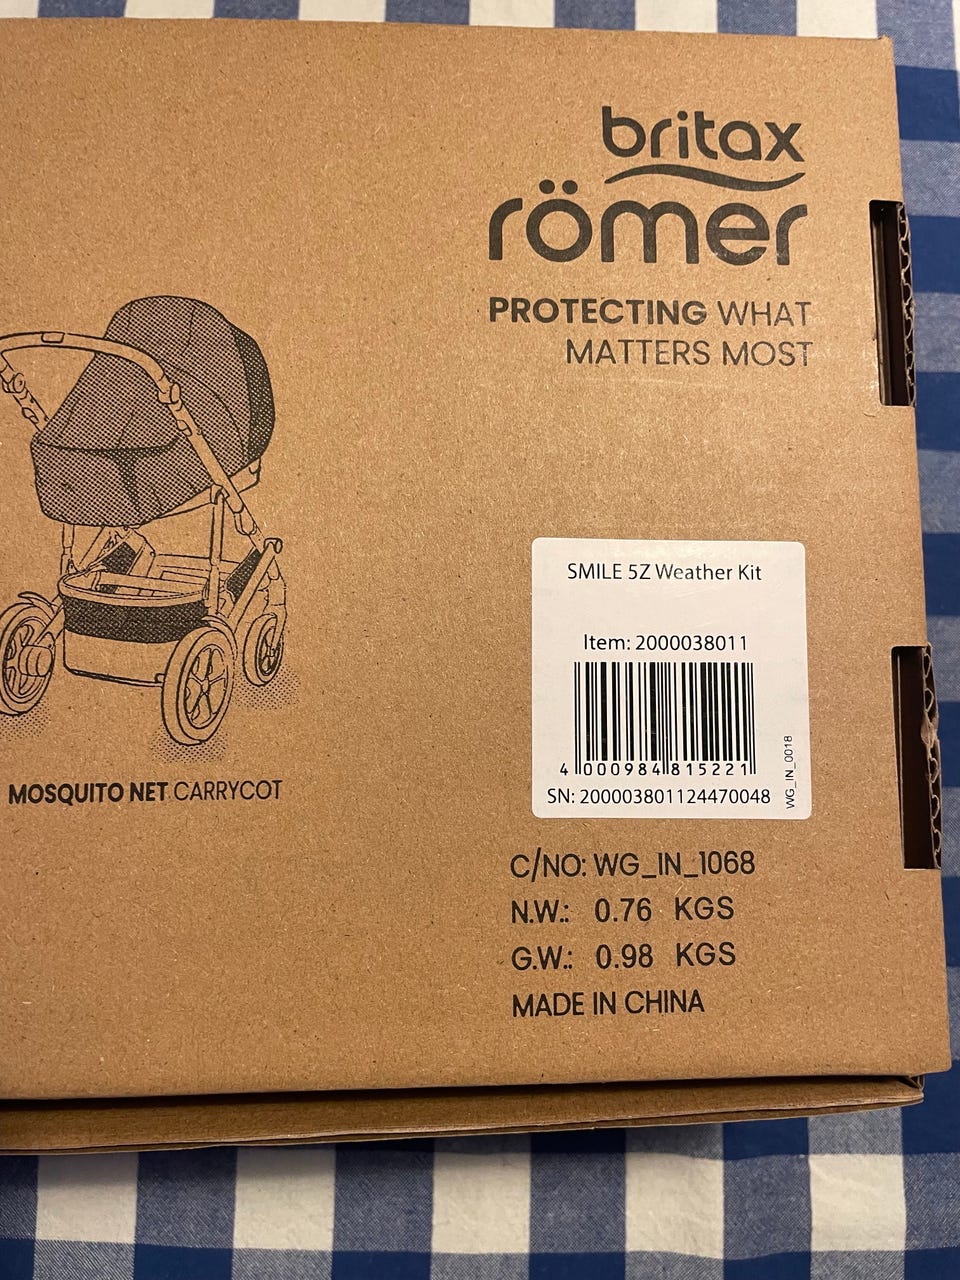 britax
römer
PROTECTING WHAT
MATTERS MOST
SMILE 5Z Weather Kit
Item: 2000038011
4 000984 815221
SN: 200003801124470048
WG_IN_0018
MOSQUITO NET CARRYCOT
C/NO: WG_IN_1068
N.W.: 0.76 KGS
G.W.: 0.98 KGS
MADE IN CHINA